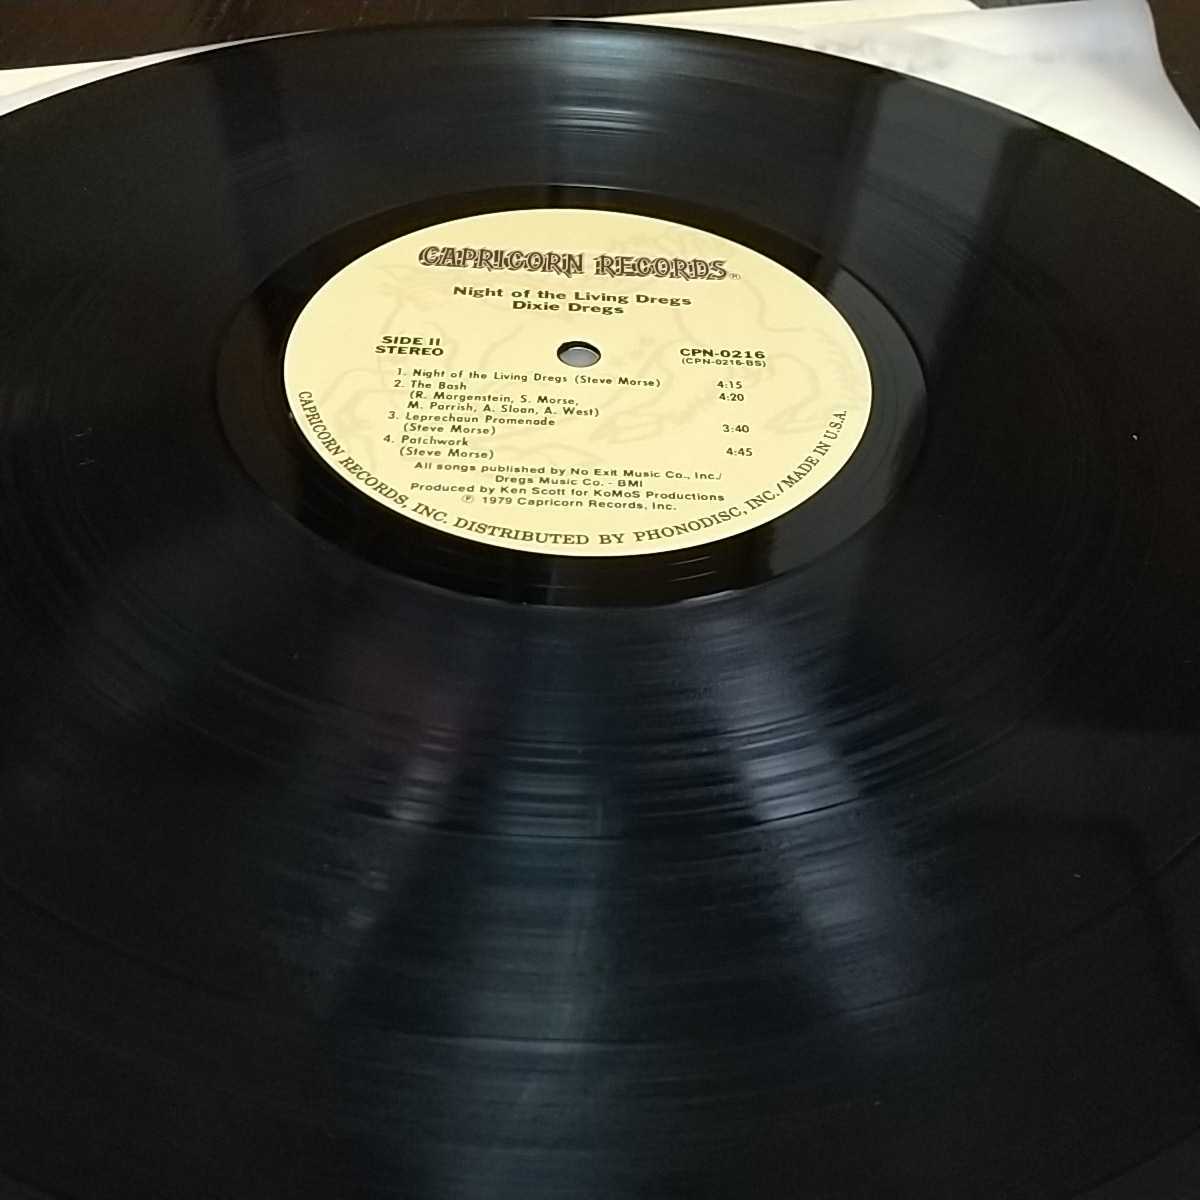 CAPRICORN RECORDS®
Night of the Living Dregs
Dixie Dregs
SIDE II
STEREO
CPN-0216
(CPN-0216-BS)
1. Night of the Living Dregs (Steve Morse) 4:15
2. The Bash 4:20
(R. Morgenstein, S. Morse,
M. Parrish, A. Sloan, A. West)
3. Leprechaun Promenade 3:40
(Steve Morse)
4. Patchwork 4:45
(Steve Morse)
All songs published by No Exit Music Co., Inc./
Dregs Music Co. - BMI
Produced by Ken Scott for KoMoS Productions
℗ 1979 Capricorn Records, Inc.
CAPRICORN RECORDS, INC. DISTRIBUTED BY PHONODISC, INC./MADE IN U.S.A.